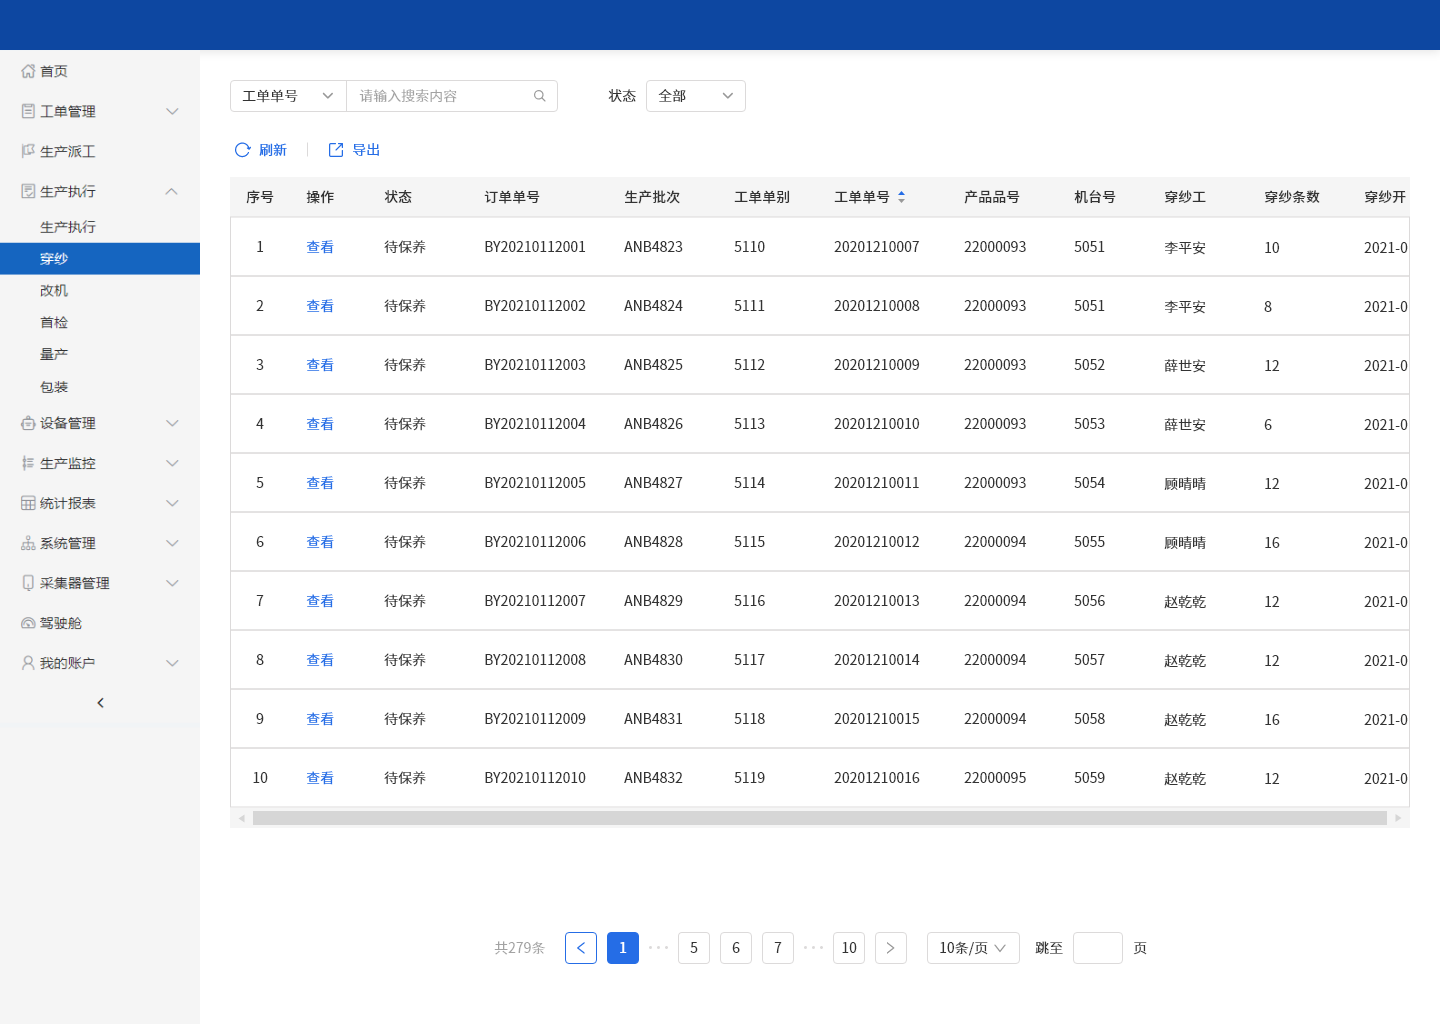 首页
工单管理
生产派工
生产执行
生产执行
穿纱
改机
首检
量产
包装
设备管理
生产监控
统计报表
系统管理
采集器管理
驾驶舱
我的账户
工单单号 请输入搜索内容 状态 全部
刷新 导出
序号 操作 状态 订单单号 生产批次 工单单别 工单单号 产品品号 机台号 穿纱工 穿纱条数 穿纱开
1 查看 待保养 BY20210112001 ANB4823 5110 20201210007 22000093 5051 李平安 10 2021-0
2 查看 待保养 BY20210112002 ANB4824 5111 20201210008 22000093 5051 李平安 8 2021-0
3 查看 待保养 BY20210112003 ANB4825 5112 20201210009 22000093 5052 薛世安 12 2021-0
4 查看 待保养 BY20210112004 ANB4826 5113 20201210010 22000093 5053 薛世安 6 2021-0
5 查看 待保养 BY20210112005 ANB4827 5114 20201210011 22000093 5054 顾晴晴 12 2021-0
6 查看 待保养 BY20210112006 ANB4828 5115 20201210012 22000094 5055 顾晴晴 16 2021-0
7 查看 待保养 BY20210112007 ANB4829 5116 20201210013 22000094 5056 赵乾乾 12 2021-0
8 查看 待保养 BY20210112008 ANB4830 5117 20201210014 22000094 5057 赵乾乾 12 2021-0
9 查看 待保养 BY20210112009 ANB4831 5118 20201210015 22000094 5058 赵乾乾 16 2021-0
10 查看 待保养 BY20210112010 ANB4832 5119 20201210016 22000095 5059 赵乾乾 12 2021-0
共279条 1 ··· 5 6 7 ··· 10 10条/页 跳至 页